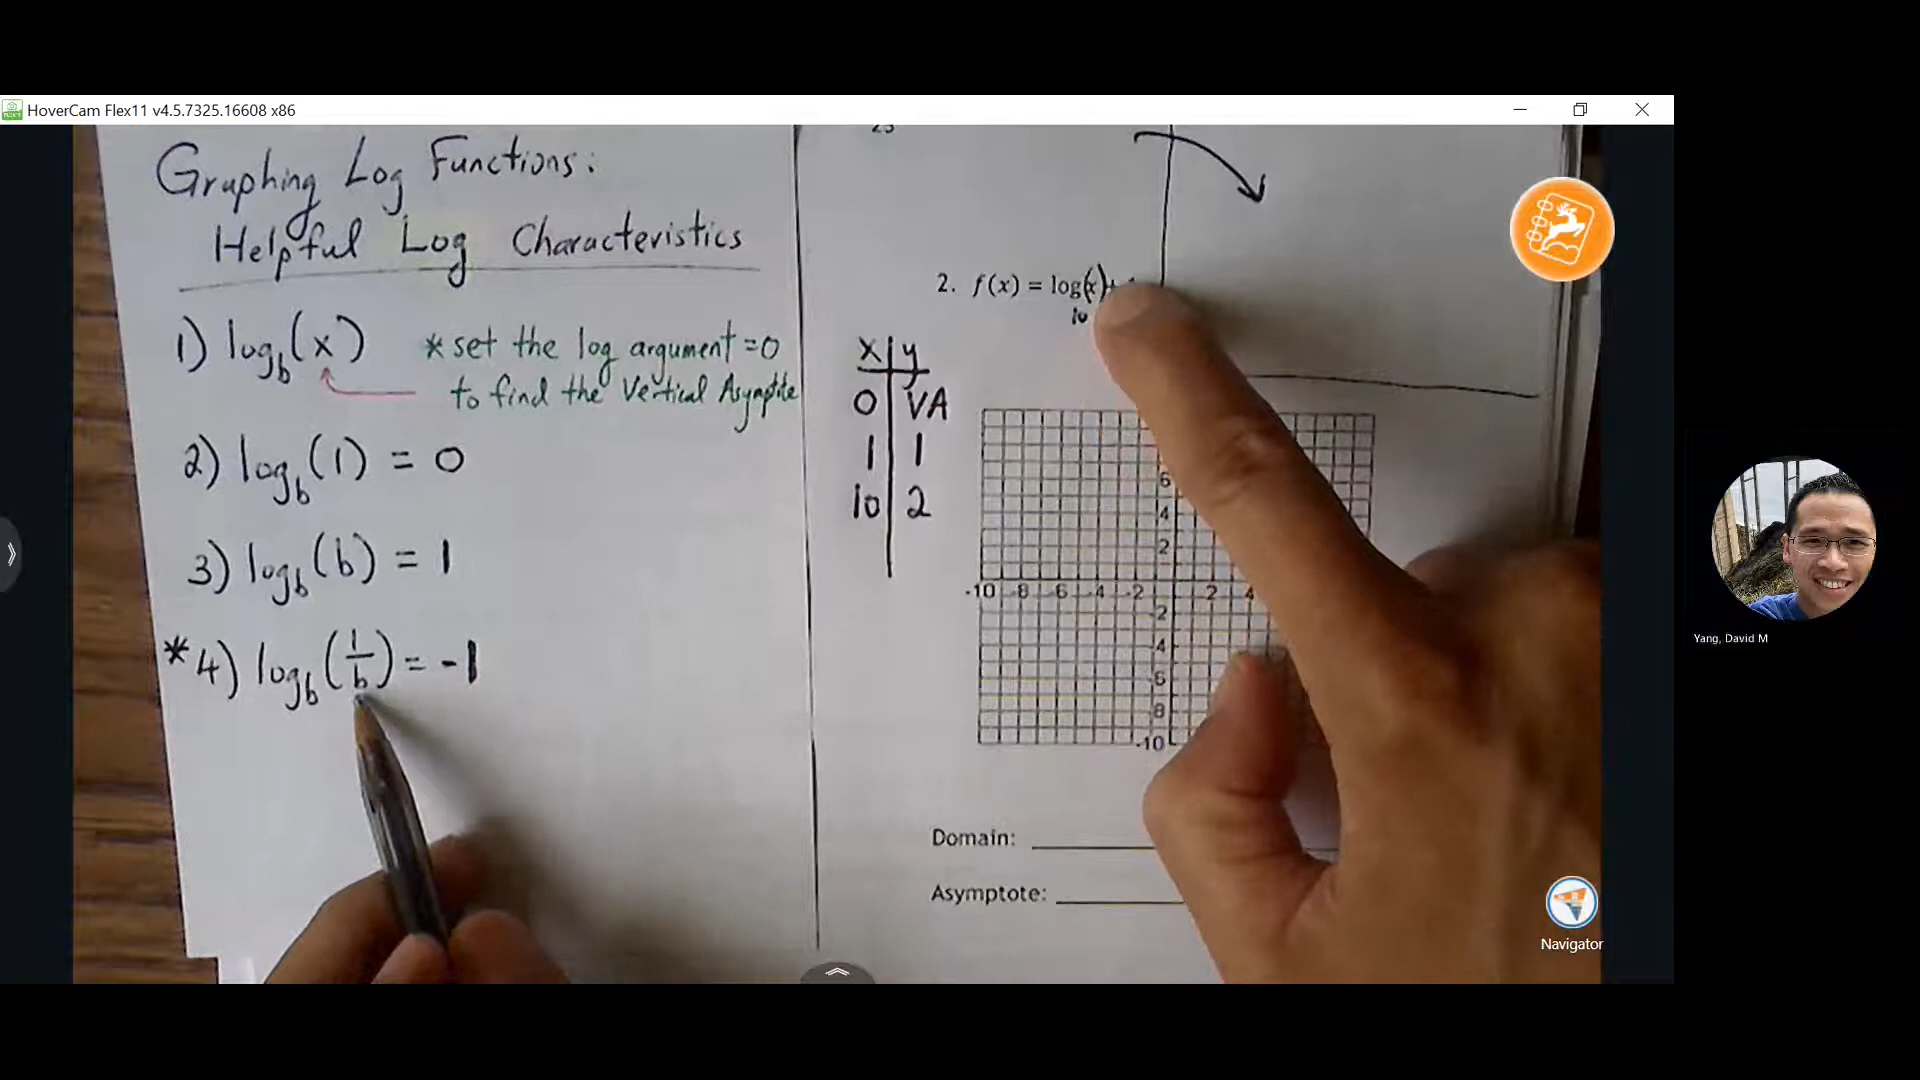 HoverCam Flex11 v4.5.7325.16608 x86
Graphing Log Functions:
Helpful Log Characteristics
1) log_b(x) * set the log argument = 0
to find the Vertical Asymptote
2) log_b(1) = 0
3) log_b(b) = 1
*4) log_b(1/b) = -1
2. f(x) = log(x)+
10
x | y
0 | VA
1 | 1
10 | 2
6
4
2
-10 -8 -6 -4 -2 2 4
-2
-4
-6
-8
-10
Domain:
Asymptote:
Navigator
Yang, David M